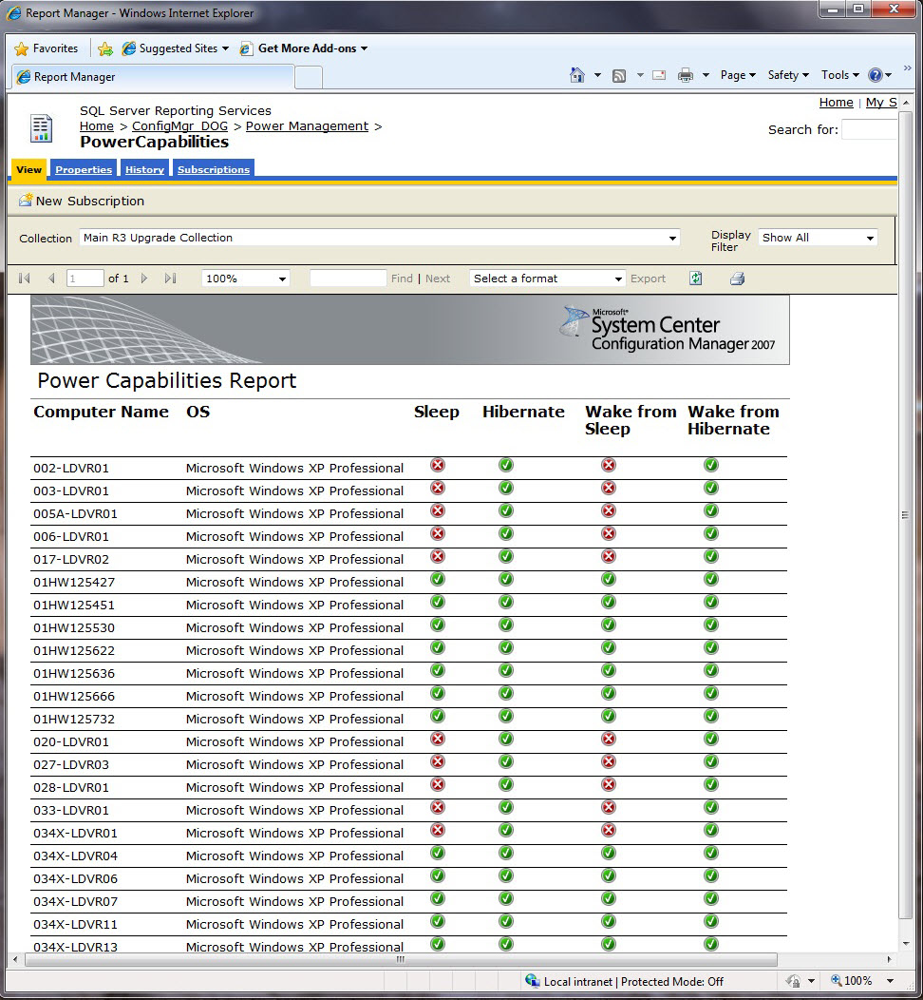 Report Manager - Windows Internet Explorer
Favorites Suggested Sites Get More Add-ons
Report Manager Page Safety Tools
SQL Server Reporting Services Home | My S
Home > ConfigMgr_DOG > Power Management > Search for:
PowerCapabilities
View Properties History Subscriptions
New Subscription
Collection Main R3 Upgrade Collection Display Filter Show All
1 of 1 100% Find | Next Select a format Export
Microsoft®
System Center
Configuration Manager 2007
Power Capabilities Report
Computer Name OS Sleep Hibernate Wake from Sleep Wake from Hibernate
002-LDVR01 Microsoft Windows XP Professional
003-LDVR01 Microsoft Windows XP Professional
005A-LDVR01 Microsoft Windows XP Professional
006-LDVR01 Microsoft Windows XP Professional
017-LDVR02 Microsoft Windows XP Professional
01HW125427 Microsoft Windows XP Professional
01HW125451 Microsoft Windows XP Professional
01HW125530 Microsoft Windows XP Professional
01HW125622 Microsoft Windows XP Professional
01HW125636 Microsoft Windows XP Professional
01HW125666 Microsoft Windows XP Professional
01HW125732 Microsoft Windows XP Professional
020-LDVR01 Microsoft Windows XP Professional
027-LDVR03 Microsoft Windows XP Professional
028-LDVR01 Microsoft Windows XP Professional
033-LDVR01 Microsoft Windows XP Professional
034X-LDVR01 Microsoft Windows XP Professional
034X-LDVR04 Microsoft Windows XP Professional
034X-LDVR06 Microsoft Windows XP Professional
034X-LDVR07 Microsoft Windows XP Professional
034X-LDVR11 Microsoft Windows XP Professional
034X-LDVR13 Microsoft Windows XP Professional
Local intranet | Protected Mode: Off 100%